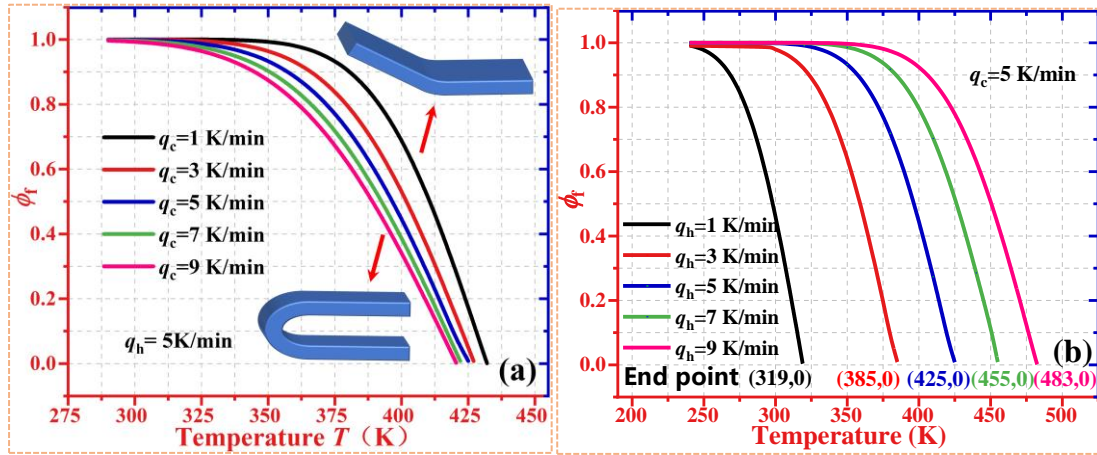 1.0
0.8
0.6
0.4
0.2
0.0
ϕf
qc=1 K/min
qc=3 K/min
qc=5 K/min
qc=7 K/min
qc=9 K/min
qh= 5K/min
(a)
275 300 325 350 375 400 425 450
Temperature T（K）
1.0
0.8
0.6
0.4
0.2
0.0
ϕf
qc=5 K/min
qh=1 K/min
qh=3 K/min
qh=5 K/min
qh=7 K/min
qh=9 K/min
(b)
End point (319,0) (385,0) (425,0) (455,0) (483,0)
200 250 300 350 400 450 500
Temperature (K)